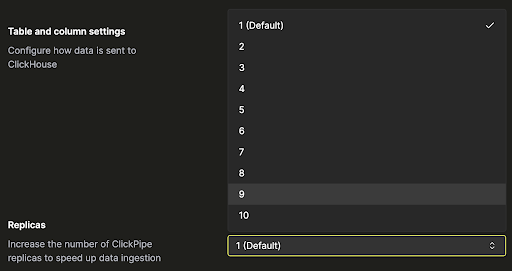 Table and column settings
Configure how data is sent to
ClickHouse
1 (Default)
2
3
4
5
6
7
8
9
10
Replicas
Increase the number of ClickPipe
replicas to speed up data ingestion
1 (Default)